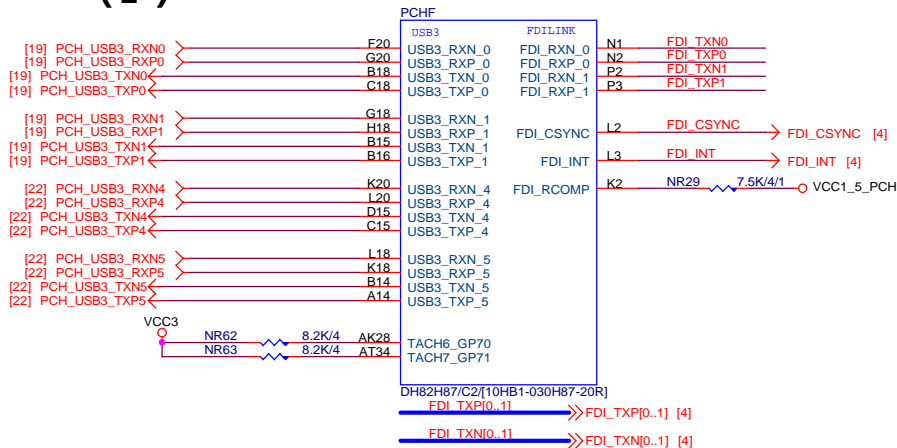 PCHF
USB3 FDILINK
[19] PCH_USB3_RXN0 F20 USB3_RXN_0 FDI_RXN_0 N1 FDI_TXN0
[19] PCH_USB3_RXP0 G20 USB3_RXP_0 FDI_RXP_0 N2 FDI_TXP0
[19] PCH_USB3_TXN0 B18 USB3_TXN_0 FDI_RXN_1 P2 FDI_TXN1
[19] PCH_USB3_TXP0 C18 USB3_TXP_0 FDI_RXP_1 P3 FDI_TXP1
[19] PCH_USB3_RXN1 G18 USB3_RXN_1
[19] PCH_USB3_RXP1 H18 USB3_RXP_1 FDI_CSYNC L2 FDI_CSYNC FDI_CSYNC [4]
[19] PCH_USB3_TXN1 B15 USB3_TXN_1
[19] PCH_USB3_TXP1 B16 USB3_TXP_1 FDI_INT L3 FDI_INT FDI_INT [4]
[22] PCH_USB3_RXN4 K20 USB3_RXN_4 FDI_RCOMP K2 NR29 7.5K/4/1 VCC1_5_PCH
[22] PCH_USB3_RXP4 L20 USB3_RXP_4
[22] PCH_USB3_TXN4 D15 USB3_TXN_4
[22] PCH_USB3_TXP4 C15 USB3_TXP_4
[22] PCH_USB3_RXN5 L18 USB3_RXN_5
[22] PCH_USB3_RXP5 K18 USB3_RXP_5
[22] PCH_USB3_TXN5 B14 USB3_TXN_5
[22] PCH_USB3_TXP5 A14 USB3_TXP_5
VCC3
NR62 8.2K/4 AK28 TACH6_GP70
NR63 8.2K/4 AT34 TACH7_GP71
DH82H87/C2/[10HB1-030H87-20R]
FDI_TXP[0..1] FDI_TXP[0..1] [4]
FDI_TXN[0..1] FDI_TXN[0..1] [4]